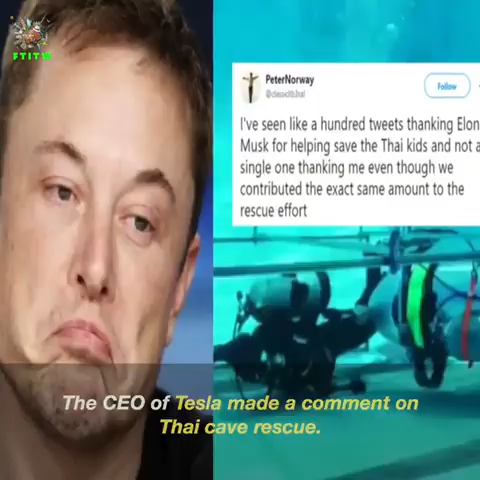 FTITW
PeterNorway
Follow
I've seen like a hundred tweets thanking Elon
Musk for helping save the Thai kids and not a
single one thanking me even though we
contributed the exact same amount to the
rescue effort
The CEO of Tesla made a comment on
Thai cave rescue.